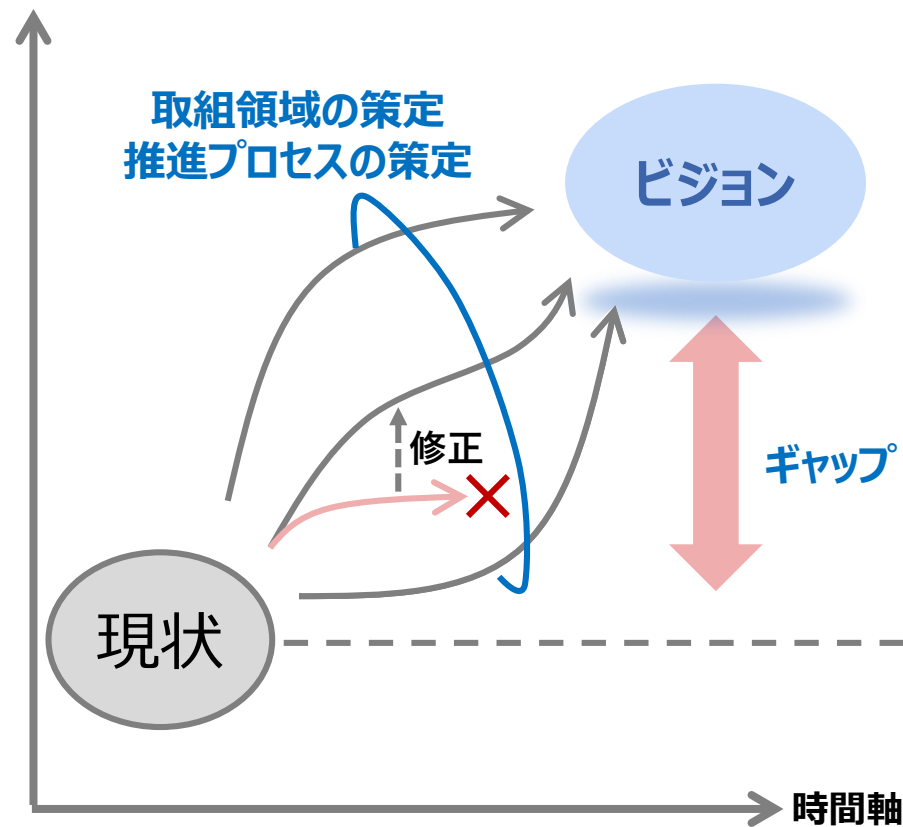 取組領域の策定
推進プロセスの策定
ビジョン
修正
ギャップ
現状
時間軸